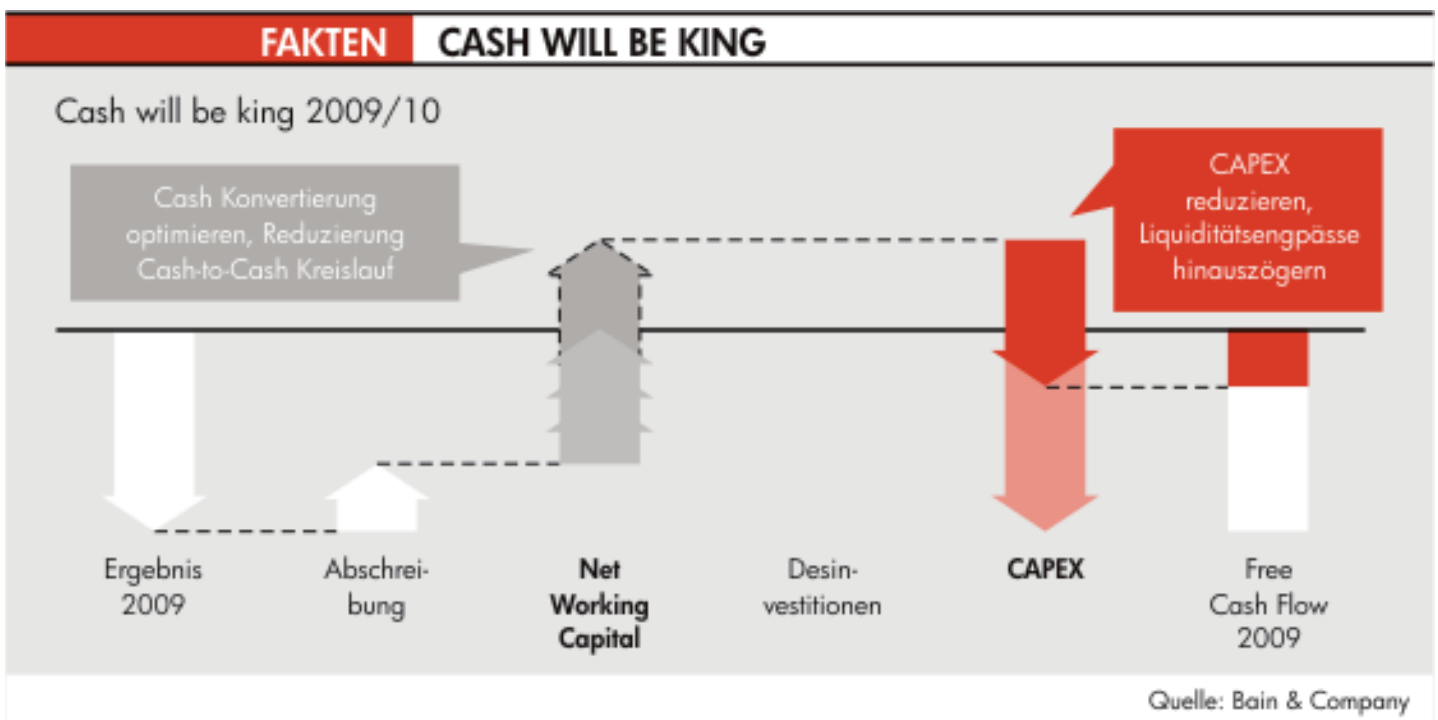 FAKTEN CASH WILL BE KING
Cash will be king 2009/10
Cash Konvertierung
optimieren, Reduzierung
Cash-to-Cash Kreislauf
CAPEX
reduzieren,
Liquiditätsengpässe
hinauszögern
Ergebnis
2009
Abschrei-
bung
Net
Working
Capital
Desin-
vestitionen
CAPEX
Free
Cash Flow
2009
Quelle: Bain & Company